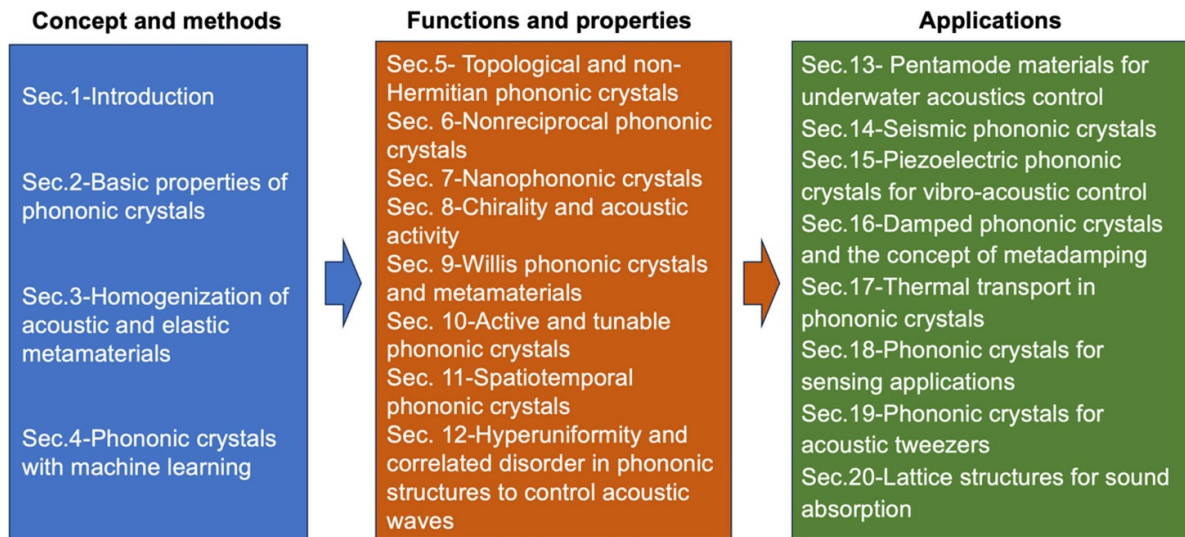 Concept and methods
Sec.1-Introduction
Sec.2-Basic properties of
phononic crystals
Sec.3-Homogenization of
acoustic and elastic
metamaterials
Sec.4-Phononic crystals
with machine learning
Functions and properties
Sec.5- Topological and non-
Hermitian phononic crystals
Sec. 6-Nonreciprocal phononic
crystals
Sec. 7-Nanophononic crystals
Sec. 8-Chirality and acoustic
activity
Sec. 9-Willis phononic crystals
and metamaterials
Sec. 10-Active and tunable
phononic crystals
Sec. 11-Spatiotemporal
phononic crystals
Sec. 12-Hyperuniformity and
correlated disorder in phononic
structures to control acoustic
waves
Applications
Sec.13- Pentamode materials for
underwater acoustics control
Sec.14-Seismic phononic crystals
Sec.15-Piezoelectric phononic
crystals for vibro-acoustic control
Sec.16-Damped phononic crystals
and the concept of metadamping
Sec.17-Thermal transport in
phononic crystals
Sec.18-Phononic crystals for
sensing applications
Sec.19-Phononic crystals for
acoustic tweezers
Sec.20-Lattice structures for sound
absorption